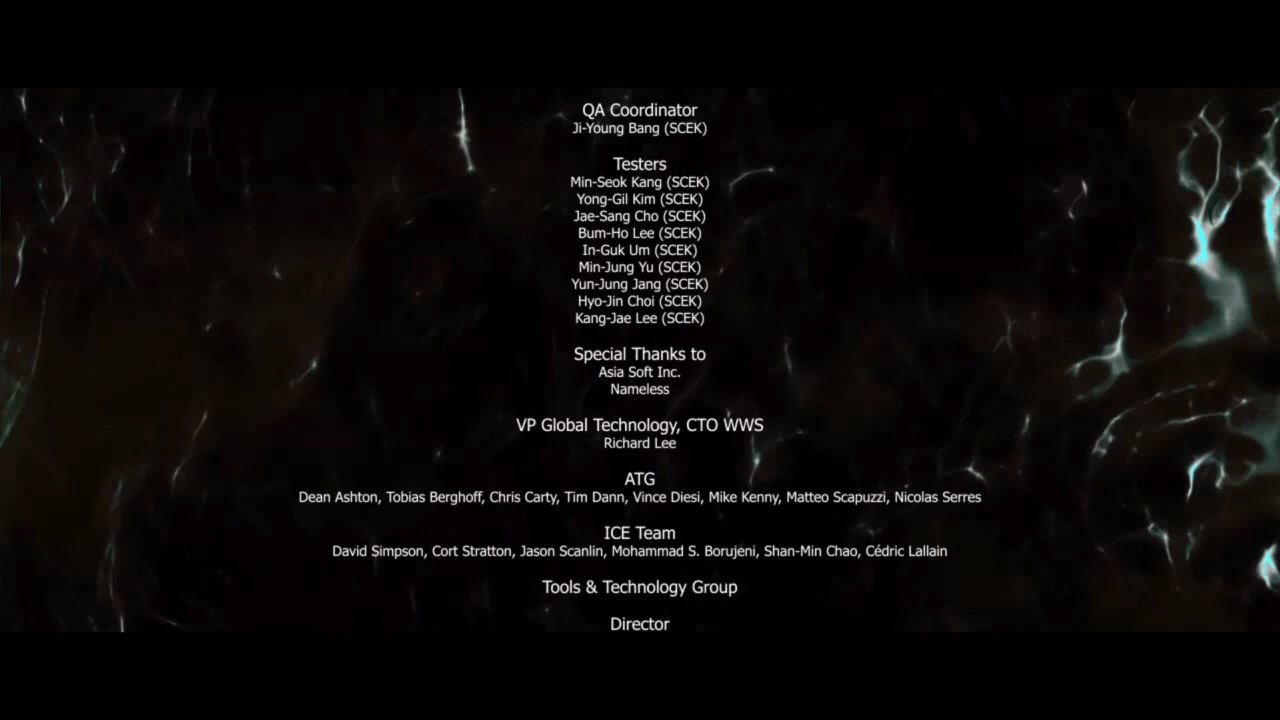 QA Coordinator
Ji-Young Bang (SCEK)
Testers
Min-Seok Kang (SCEK)
Yong-Gil Kim (SCEK)
Jae-Sang Cho (SCEK)
Bum-Ho Lee (SCEK)
In-Guk Um (SCEK)
Min-Jung Yu (SCEK)
Yun-Jung Jang (SCEK)
Hyo-Jin Choi (SCEK)
Kang-Jae Lee (SCEK)
Special Thanks to
Asia Soft Inc.
Nameless
VP Global Technology, CTO WWS
Richard Lee
ATG
Dean Ashton, Tobias Berghoff, Chris Carty, Tim Dann, Vince Diesi, Mike Kenny, Matteo Scapuzzi, Nicolas Serres
ICE Team
David Simpson, Cort Stratton, Jason Scanlin, Mohammad S. Borujeni, Shan-Min Chao, Cédric Lallain
Tools & Technology Group
Director